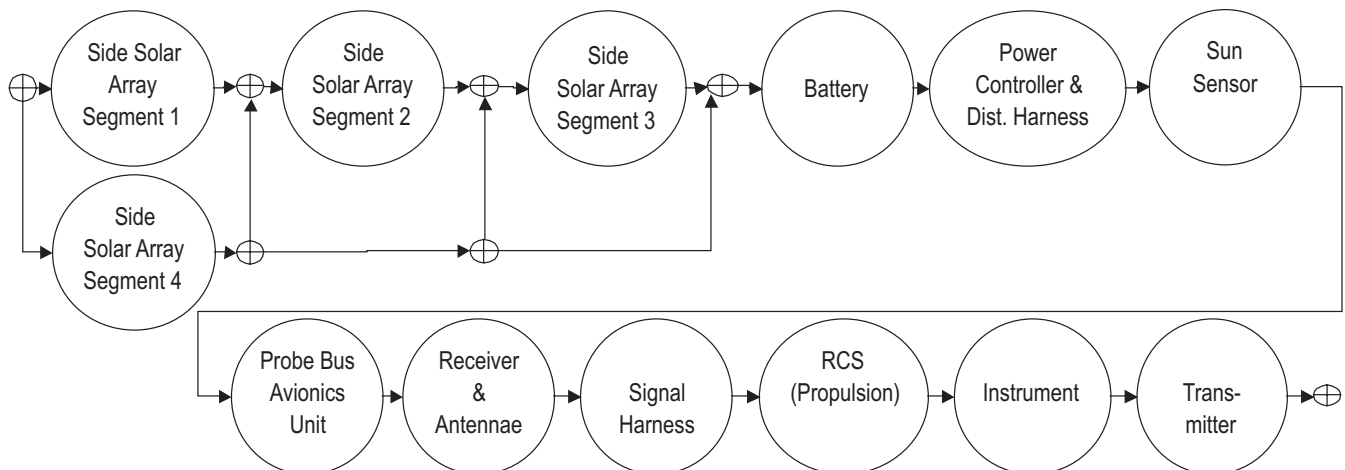 Side Solar
Array
Segment 1
Side
Solar Array
Segment 2
Side
Solar Array
Segment 3
Battery
Power
Controller &
Dist. Harness
Sun
Sensor
Side
Solar Array
Segment 4
Probe Bus
Avionics
Unit
Receiver
&
Antennae
Signal
Harness
RCS
(Propulsion)
Instrument
Trans-
mitter